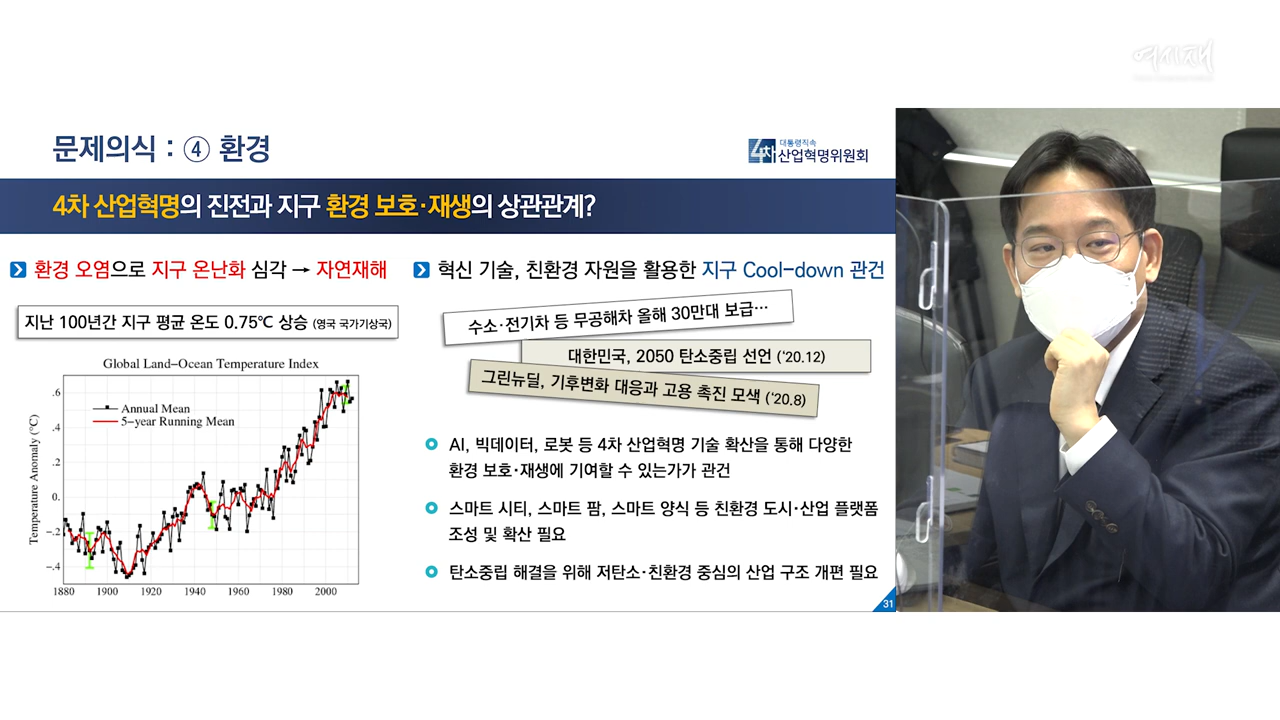 여시재
문제의식 : ④ 환경
대통령직속
4차 산업혁명위원회
4차 산업혁명의 진전과 지구 환경 보호·재생의 상관관계?
환경 오염으로 지구 온난화 심각 → 자연재해
지난 100년간 지구 평균 온도 0.75℃ 상승 (영국 국가기상국)
Global Land-Ocean Temperature Index
Annual Mean
5-year Running Mean
Temperature Anomaly (°C)
.6
.4
.2
0.
-.2
-.4
1880 1900 1920 1940 1960 1980 2000
혁신 기술, 친환경 자원을 활용한 지구 Cool-down 관건
수소·전기차 등 무공해차 올해 30만대 보급…
대한민국, 2050 탄소중립 선언 ('20.12)
그린뉴딜, 기후변화 대응과 고용 촉진 모색 ('20.8)
AI, 빅데이터, 로봇 등 4차 산업혁명 기술 확산을 통해 다양한
환경 보호·재생에 기여할 수 있는가가 관건
스마트 시티, 스마트 팜, 스마트 양식 등 친환경 도시·산업 플랫폼
조성 및 확산 필요
탄소중립 해결을 위해 저탄소·친환경 중심의 산업 구조 개편 필요
31